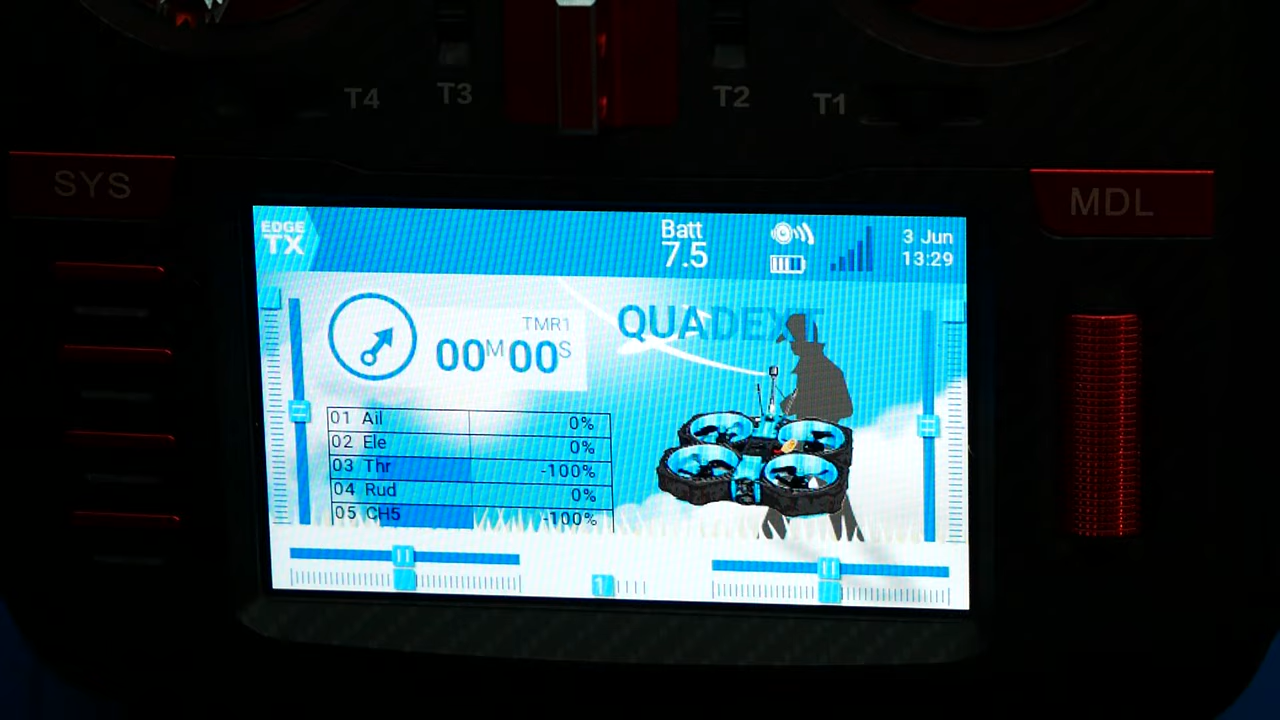 T4 T3 T2 T1
SYS
MDL
EDGE
TX
Batt
7.5
3 Jun
13:29
TMR1
00M00S
01 Ail 0%
02 Ele 0%
03 Thr -100%
04 Rud 0%
05 CH5 -100%
1